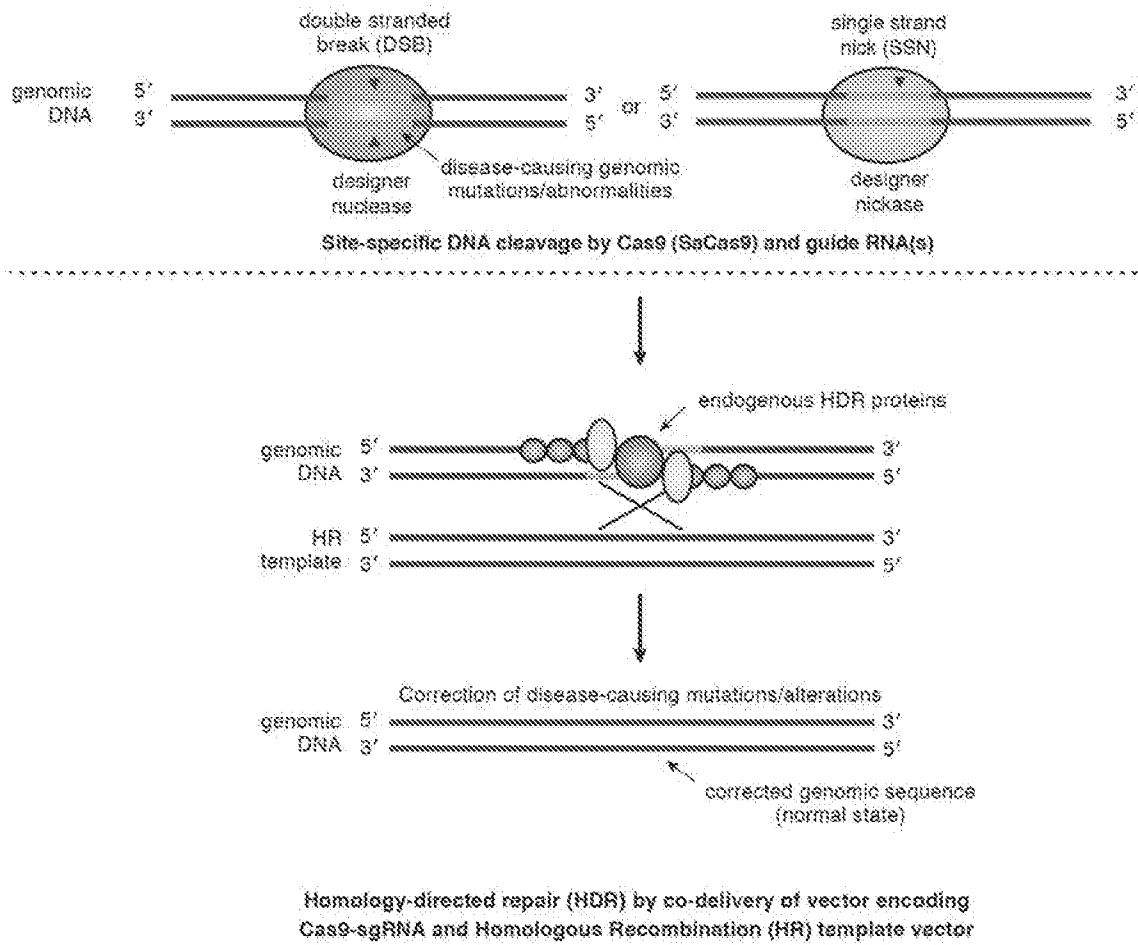 double stranded
break (DSB)
single strand
nick (SSN)
genomic 5′ 3′ or 5′ 3′
DNA 3′ 5′ 3′ 5′
disease-causing genomic
mutations/abnormalities
designer
nuclease
designer
nickase
Site-specific DNA cleavage by Cas9 (SaCas9) and guide RNA(s)
endogenous HDR proteins
genomic 5′ 3′
DNA 3′ 5′
HR 5′ 3′
template 3′ 5′
Correction of disease-causing mutations/alterations
genomic 5′ 3′
DNA 3′ 5′
corrected genomic sequence
(normal state)
Homology-directed repair (HDR) by co-delivery of vector encoding
Cas9-sgRNA and Homologous Recombination (HR) template vector